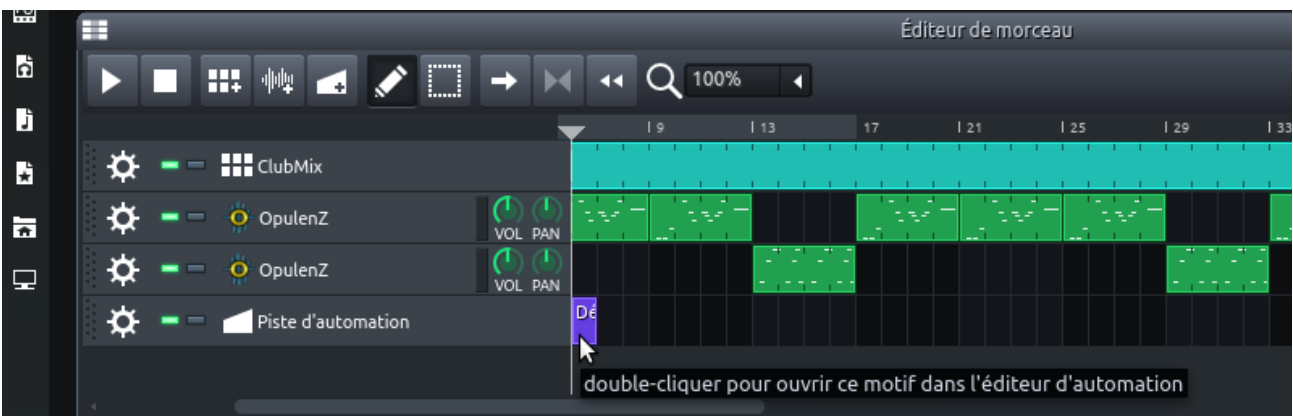 Éditeur de morceau
100%
9 13 17 21 25 29 33
ClubMix
OpulenZ VOL PAN
OpulenZ VOL PAN
Piste d'automation Dé
double-cliquer pour ouvrir ce motif dans l'éditeur d'automation